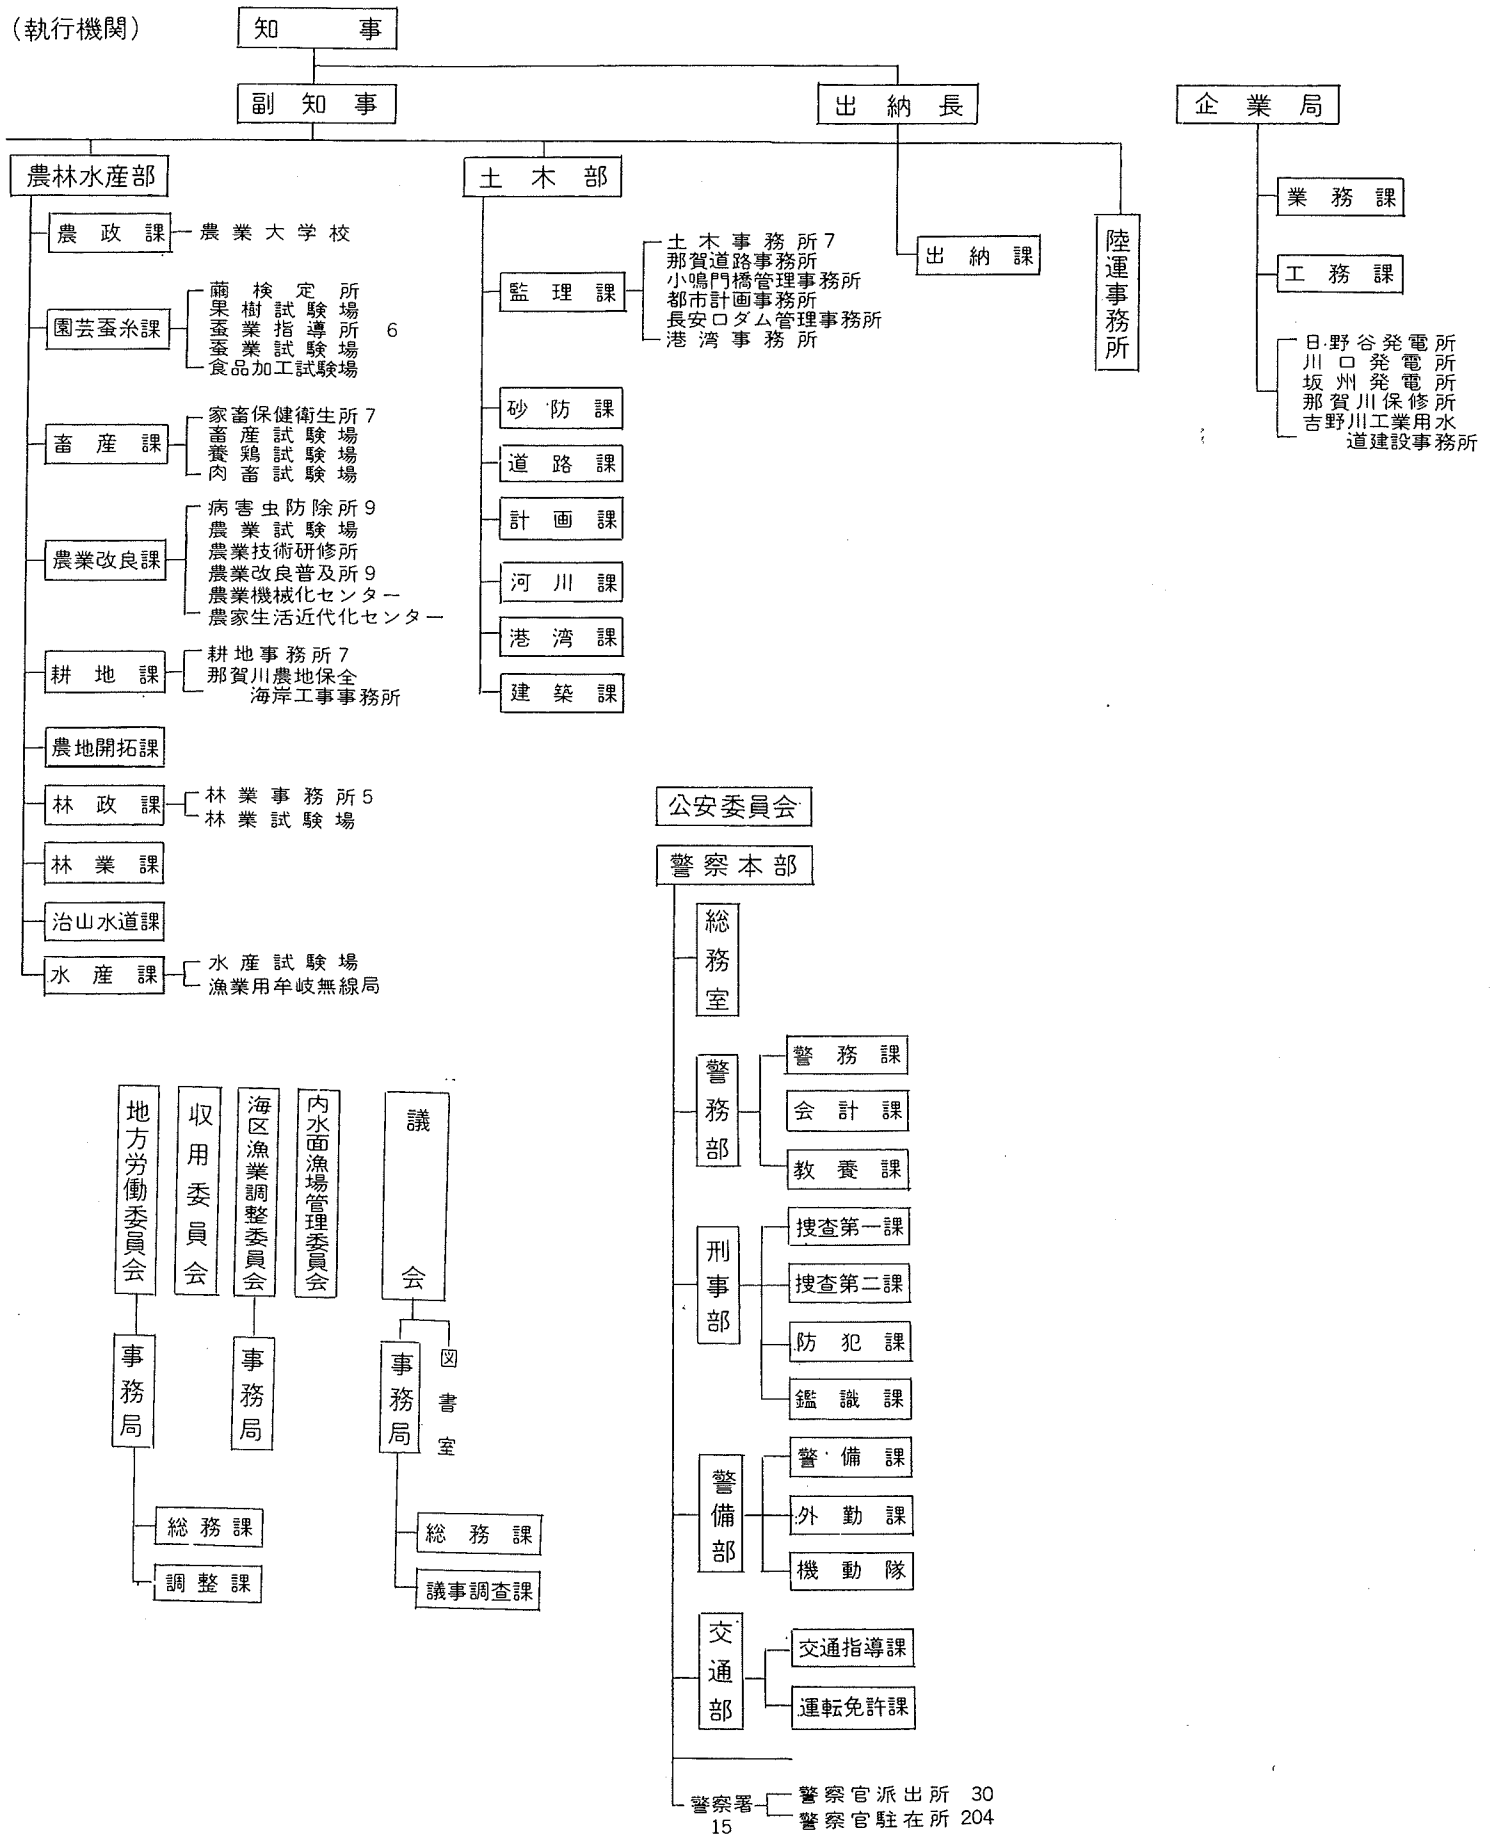 (執行機関)
知事
副知事
出納長
企業局
農林水産部
農政課
農業大学校
園芸蚕糸課
繭検定所
果樹試験場
蚕業指導所 6
蚕業試験場
食品加工試験場
畜産課
家畜保健衛生所7
畜産試験場
養鶏試験場
肉畜試験場
農業改良課
病害虫防除所9
農業試験場
農業技術研修所
農業改良普及所9
農業機械化センター
農家生活近代化センター
耕地課
耕地事務所7
那賀川農地保全
海岸工事事務所
農地開拓課
林政課
林業事務所5
林業試験場
林業課
治山水道課
水産課
水産試験場
漁業用牟岐無線局
土木部
監理課
土木事務所7
那賀道路事務所
小鳴門橋管理事務所
都市計画事務所
長安口ダム管理事務所
港湾事務所
砂防課
道路課
計画課
河川課
港湾課
建築課
出納課
陸運事務所
業務課
工務課
日野谷発電所
川口発電所
坂州発電所
那賀川保修所
吉野川工業用水
道建設事務所
公安委員会
警察本部
総務室
警務部
警務課
会計課
教養課
刑事部
捜査第一課
捜査第二課
防犯課
鑑識課
警備部
警備課
外勤課
機動隊
交通部
交通指導課
運転免許課
警察署
15
警察官派出所 30
警察官駐在所 204
地方労働委員会
事務局
総務課
調整課
収用委員会
海区漁業調整委員会
事務局
内水面漁場管理委員会
議会
事務局
図書室
総務課
議事調査課